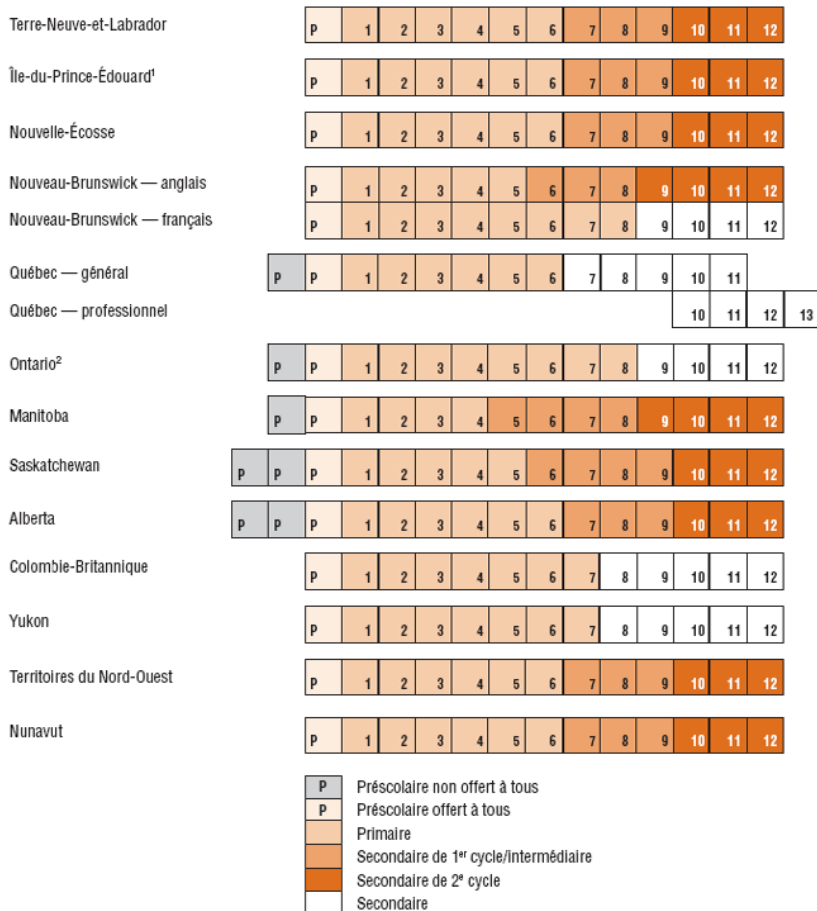 Terre-Neuve-et-Labrador P 1 2 3 4 5 6 7 8 9 10 11 12
Île-du-Prince-Édouard¹ P 1 2 3 4 5 6 7 8 9 10 11 12
Nouvelle-Écosse P 1 2 3 4 5 6 7 8 9 10 11 12
Nouveau-Brunswick — anglais P 1 2 3 4 5 6 7 8 9 10 11 12
Nouveau-Brunswick — français P 1 2 3 4 5 6 7 8 9 10 11 12
Québec — général P P 1 2 3 4 5 6 7 8 9 10 11
Québec — professionnel 10 11 12 13
Ontario² P P 1 2 3 4 5 6 7 8 9 10 11 12
Manitoba P P 1 2 3 4 5 6 7 8 9 10 11 12
Saskatchewan P P P 1 2 3 4 5 6 7 8 9 10 11 12
Alberta P P P 1 2 3 4 5 6 7 8 9 10 11 12
Colombie-Britannique P 1 2 3 4 5 6 7 8 9 10 11 12
Yukon P 1 2 3 4 5 6 7 8 9 10 11 12
Territoires du Nord-Ouest P 1 2 3 4 5 6 7 8 9 10 11 12
Nunavut P 1 2 3 4 5 6 7 8 9 10 11 12
P Préscolaire non offert à tous
P Préscolaire offert à tous
Primaire
Secondaire de 1er cycle/intermédiaire
Secondaire de 2e cycle
Secondaire